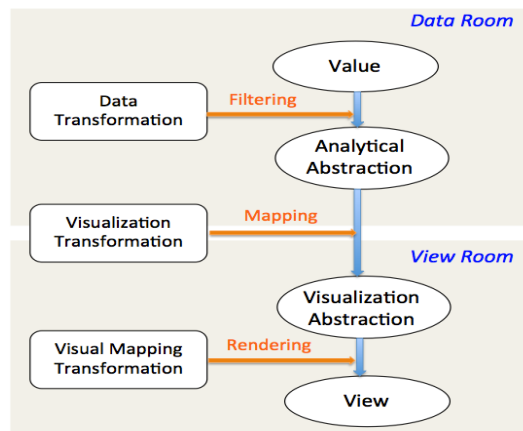 Data Room
Value
Data
Transformation
Filtering
Analytical
Abstraction
Visualization
Transformation
Mapping
View Room
Visualization
Abstraction
Visual Mapping
Transformation
Rendering
View